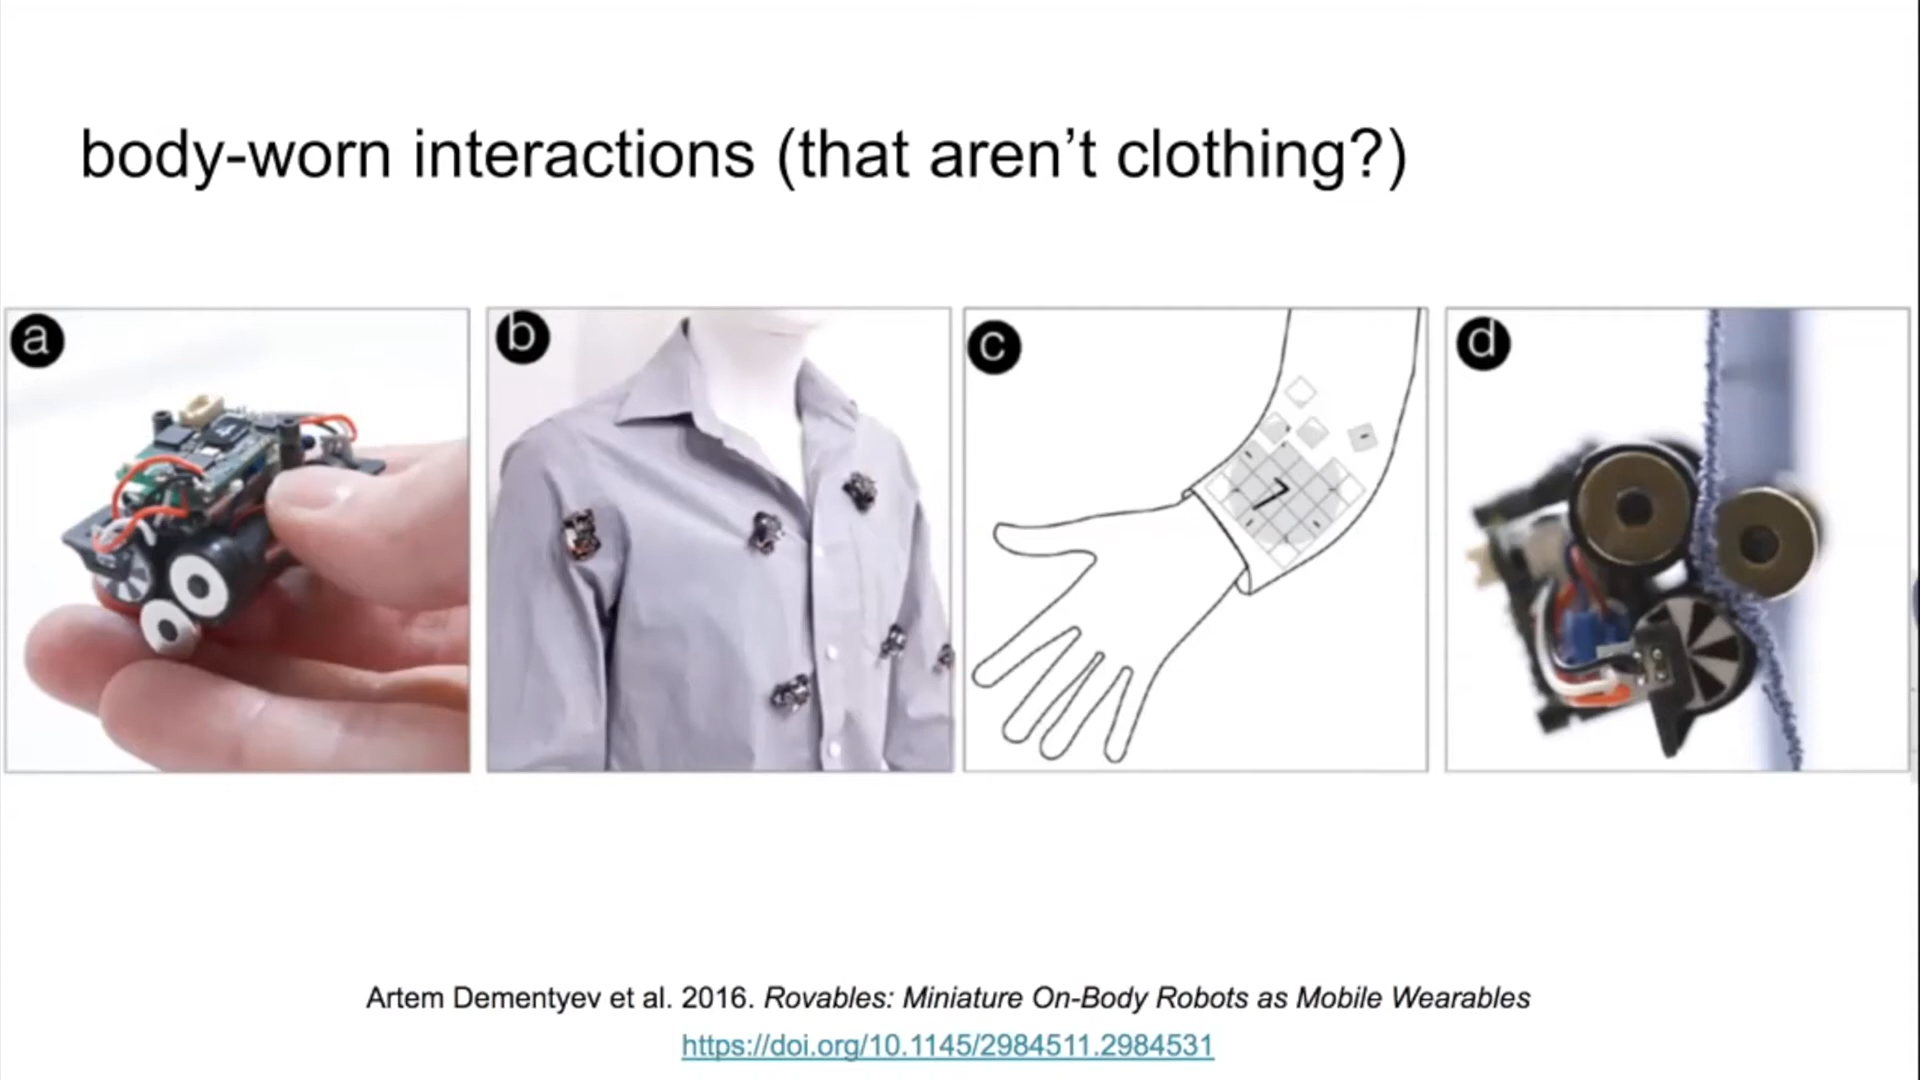 body-worn interactions (that aren’t clothing?)
a
b
c
d
Artem Dementyev et al. 2016. Rovables: Miniature On-Body Robots as Mobile Wearables
https://doi.org/10.1145/2984511.2984531